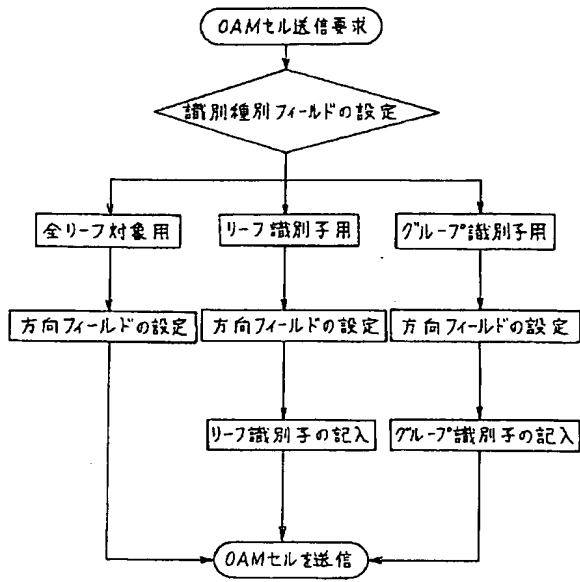 OAMセル送信要求
識別種別フィールドの設定
全リーフ対象用
リーフ識別子用
グループ識別子用
方向フィールドの設定
方向フィールドの設定
方向フィールドの設定
リーフ識別子の記入
グループ識別子の記入
OAMセルを送信